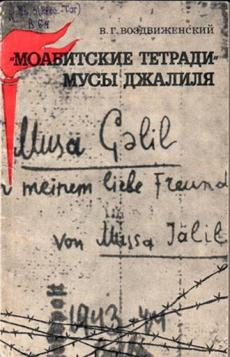 В.Г. ВОЗДВИЖЕНСКИЙ
"МОАБИТСКИЕ ТЕТРАДИ"
МУСЫ ДЖАЛИЛЯ
Musa Gəlil
meinem liebe Freund
von Mussa Jälil
1943-44